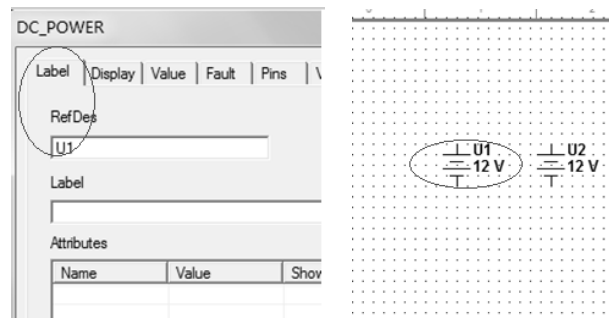 DC_POWER
Label Display Value Fault Pins
RefDes
U1
Label
Attributes
Name Value Show
U1 U2
12 V 12 V